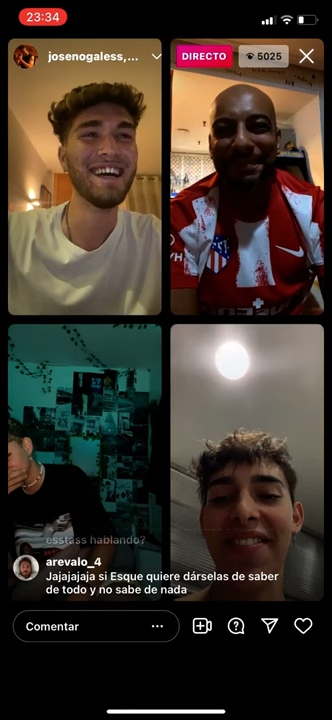 23:34
josenogaless,...
DIRECTO
5025
esstass hablando?
arevalo_4
Jajajajaja si Esque quiere dárselas de saber
de todo y no sabe de nada
Comentar